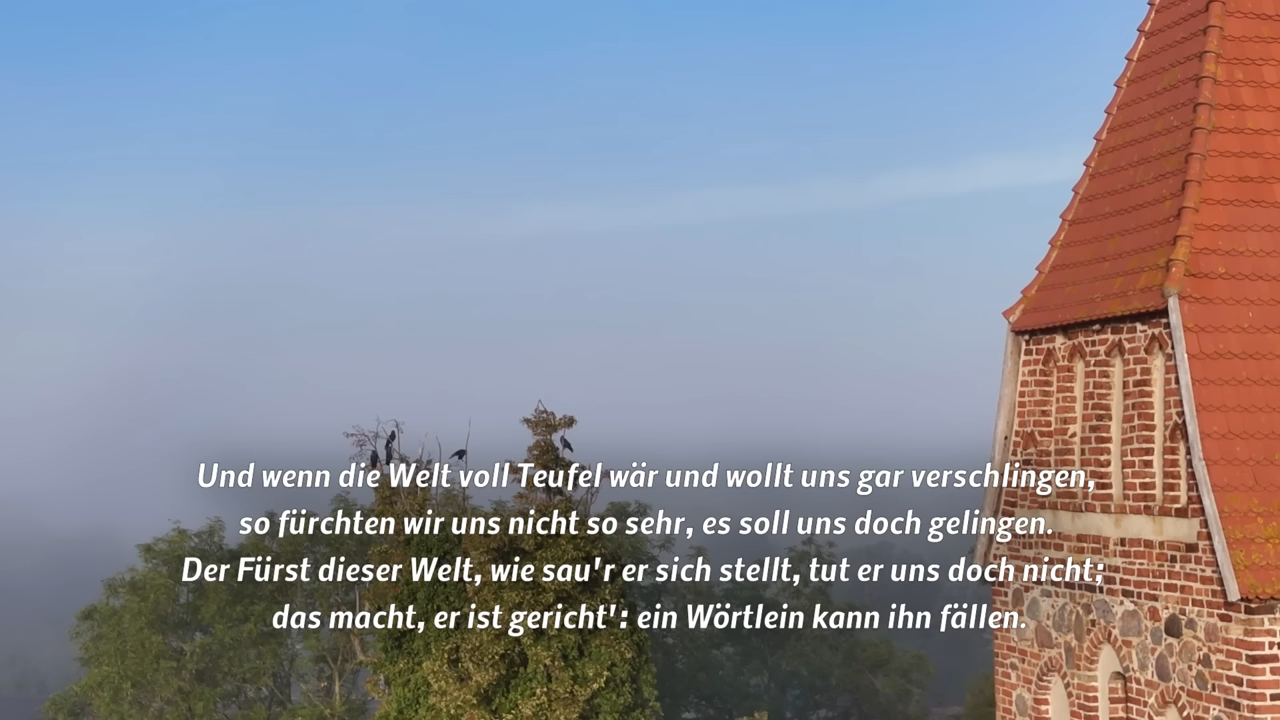 Und wenn die Welt voll Teufel wär und wollt uns gar verschlingen,
so fürchten wir uns nicht so sehr, es soll uns doch gelingen.
Der Fürst dieser Welt, wie sau'r er sich stellt, tut er uns doch nicht;
das macht, er ist gericht': ein Wörtlein kann ihn fällen.